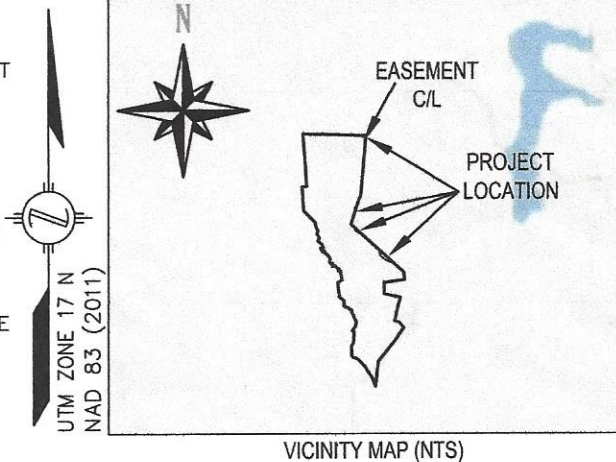 T
N
EASEMENT
C/L
PROJECT
LOCATION
E
Z
UTM ZONE 17 N
NAD 83 (2011)
VICINITY MAP (NTS)